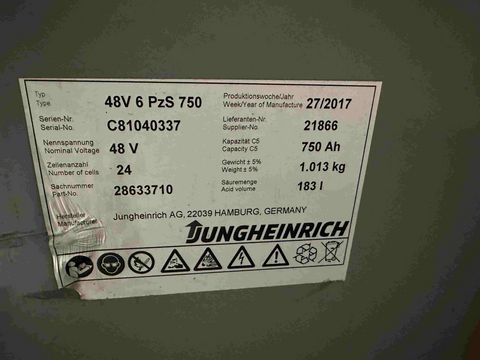 Typ
Type
48V 6 PzS 750
Produktionswoche/Jahr
Week/Year of Manufacture
27/2017
Serien-Nr.
Serial-No.
C81040337
Lieferanten-Nr.
Supplier-No.
21866
Nennspannung
Nominal Voltage
48 V
Kapazität C5
Capacity C5
750 Ah
Zellenanzahl
Number of cells
24
Gewicht ± 5%
Weight ± 5%
1.013 kg
Sachnummer
Part-Number
28633710
Säuremenge
Acid volume
183 l
Hersteller
Manufacturer
Jungheinrich AG, 22039 HAMBURG, GERMANY
JUNGHEINRICH